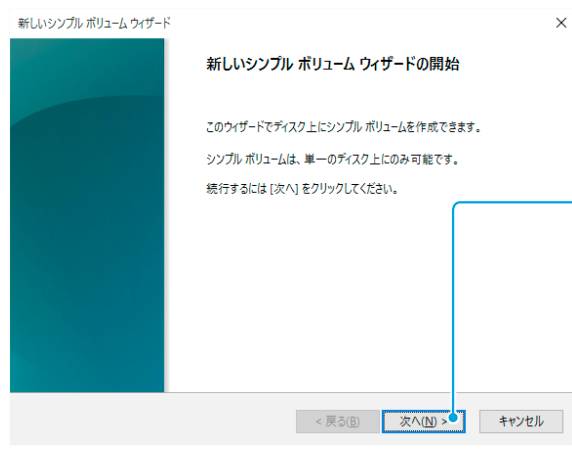 新しいシンプル ボリューム ウィザード
新しいシンプル ボリューム ウィザードの開始
このウィザードでディスク上にシンプル ボリュームを作成できます。
シンプル ボリュームは、単一のディスク上にのみ可能です。
続行するには [次へ] をクリックしてください。
< 戻る(B) 次へ(N) > キャンセル